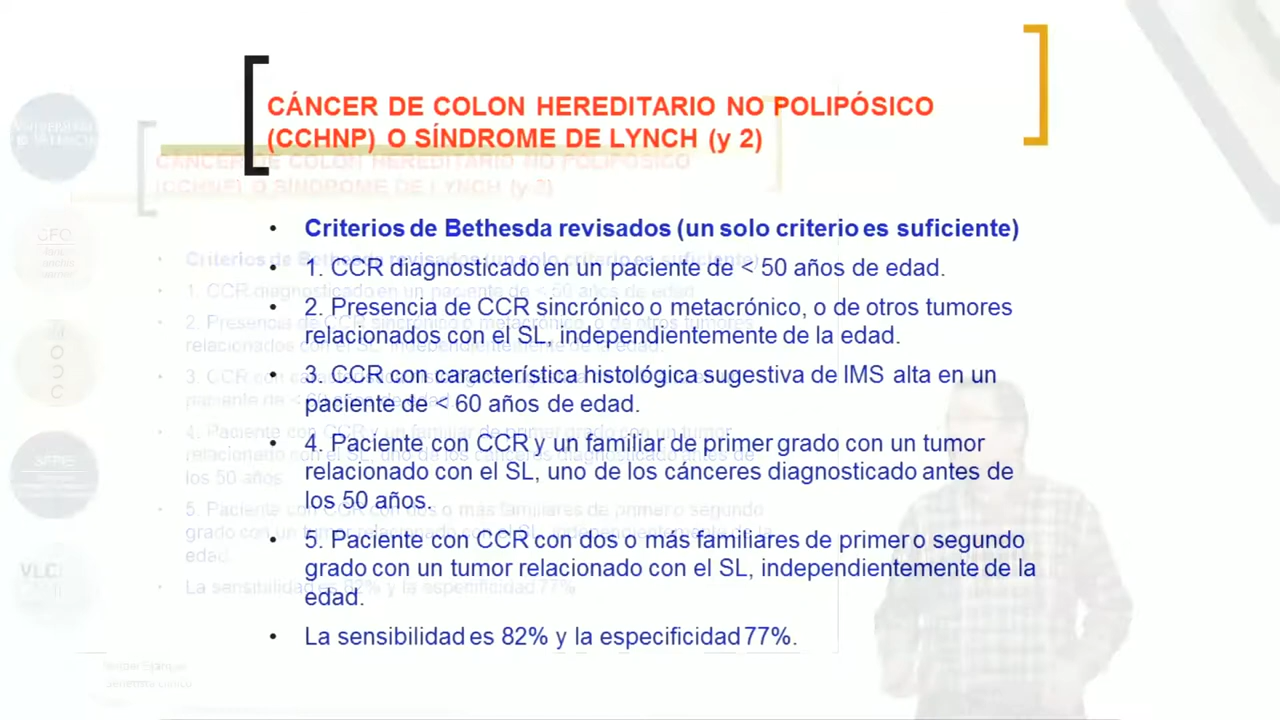 CÁNCER DE COLON HEREDITARIO NO POLIPÓSICO
(CCHNP) O SÍNDROME DE LYNCH (y 2)
• Criterios de Bethesda revisados (un solo criterio es suficiente)
• 1. CCR diagnosticado en un paciente de < 50 años de edad.
• 2. Presencia de CCR sincrónico o metacrónico, o de otros tumores
relacionados con el SL, independientemente de la edad.
• 3. CCR con característica histológica sugestiva de IMS alta en un
paciente de < 60 años de edad.
• 4. Paciente con CCR y un familiar de primer grado con un tumor
relacionado con el SL, uno de los cánceres diagnosticado antes de
los 50 años.
• 5. Paciente con CCR con dos o más familiares de primer o segundo
grado con un tumor relacionado con el SL, independientemente de la
edad.
• La sensibilidad es 82% y la especificidad 77%.